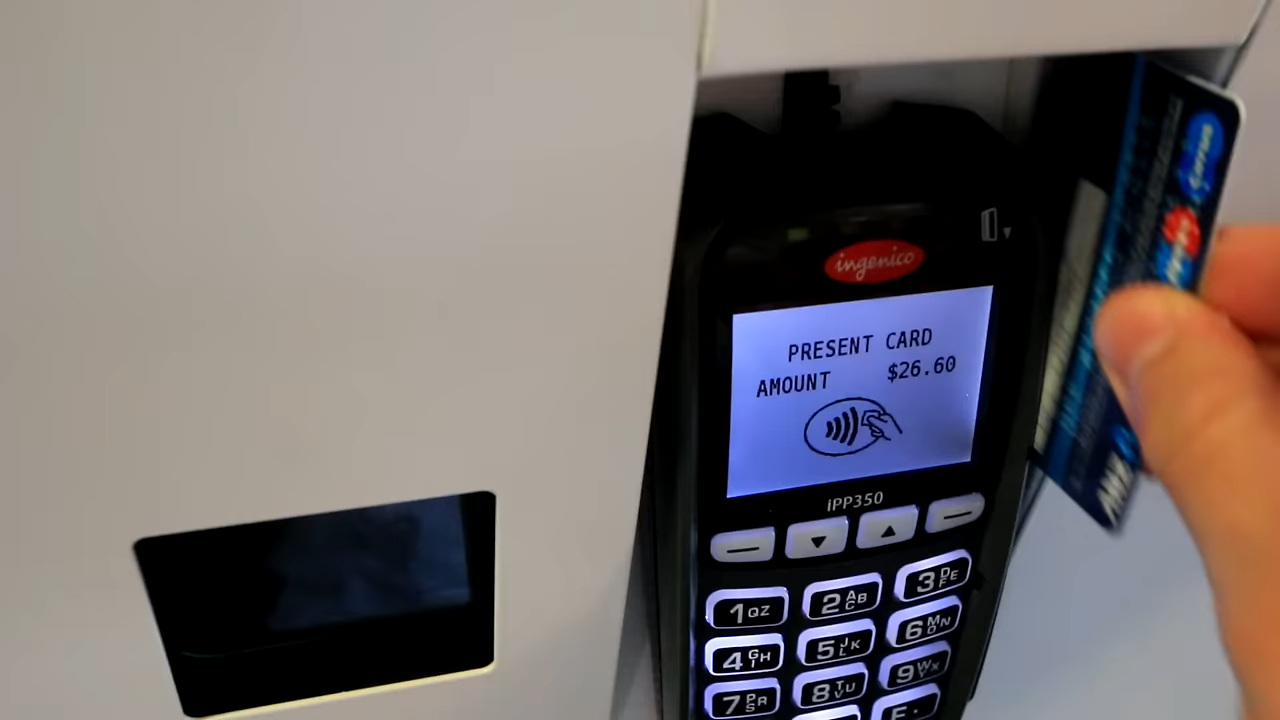 ingenico
PRESENT CARD
AMOUNT $26.60
iPP350
1QZ 2ABC 3DEF
4GHI 5JKL 6MNO
7PRS 8TUV 9WXY